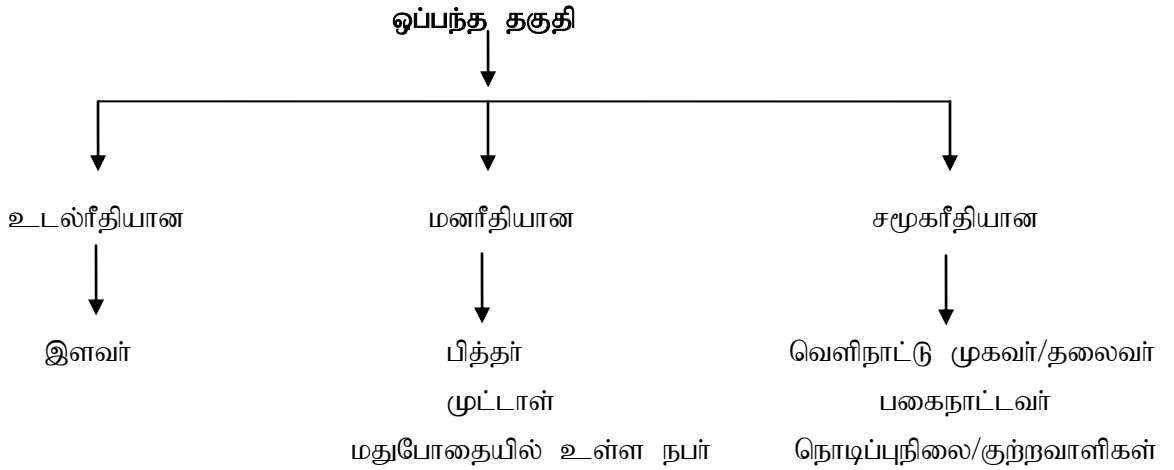 ஒப்பந்த தகுதி
உடல்ரீதியான
மனரீதியான
சமூகரீதியான
இளவர்
பித்தர்
வெளிநாட்டு முகவர்/தலைவர்
முட்டாள்
பகைநாட்டவர்
மதுபோதையில் உள்ள நபர்
நொடிப்புநிலை/குற்றவாளிகள்